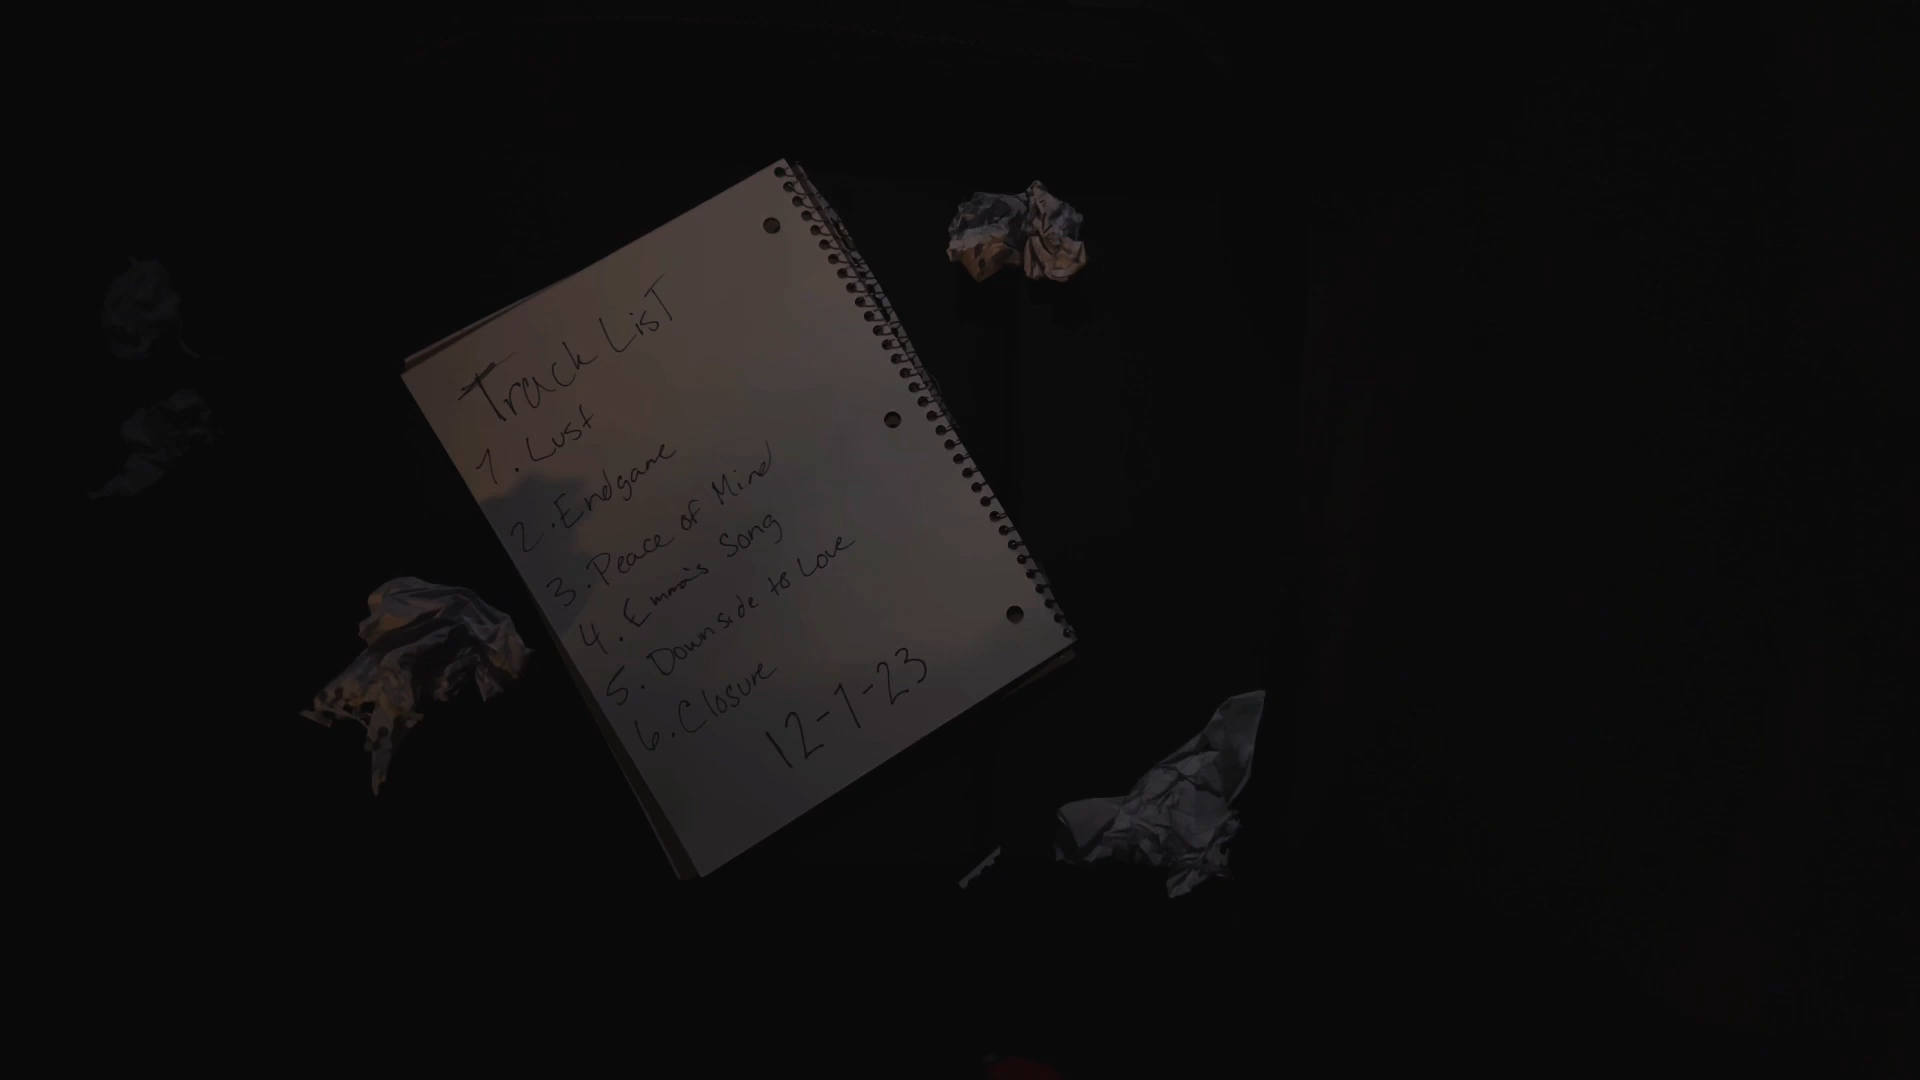 Track List
1. Lust
2. Endgame
3. Peace of Mind
4. Emma's Song
5. Downside to Love
6. Closure
12-1-23